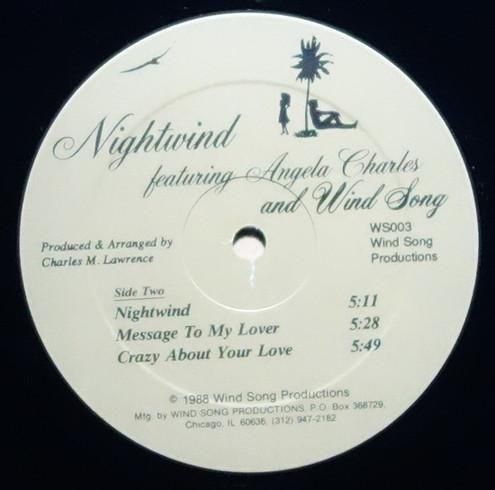 Nightwind
featuring Angela Charles
and Wind Song
WS003
Wind Song
Productions
Produced & Arranged by
Charles M. Lawrence
Side Two
Nightwind 5:11
Message To My Lover 5:28
Crazy About Your Love 5:49
© 1988 Wind Song Productions
Mfg. by WIND SONG PRODUCTIONS, P.O. Box 368729,
Chicago, IL 60636, (312) 947-2182